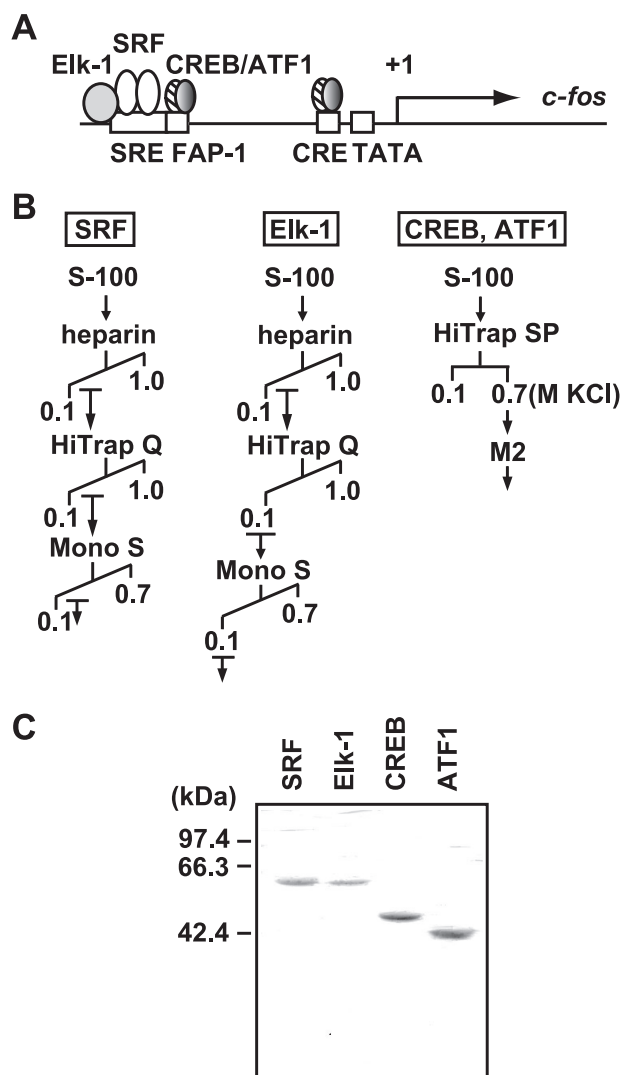 A
SRF
Elk-1 CREB/ATF1 +1
c-fos
SRE FAP-1 CRE TATA
B
SRF Elk-1 CREB, ATF1
S-100 S-100 S-100
heparin heparin HiTrap SP
0.1 1.0 0.1 1.0 0.1 0.7(M KCl)
HiTrap Q HiTrap Q M2
0.1 1.0 0.1 1.0
Mono S Mono S
0.1 0.7 0.1 0.7
C
SRF Elk-1 CREB ATF1
(kDa)
97.4
66.3
42.4